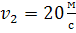 𝑣₂ = 20 м/с